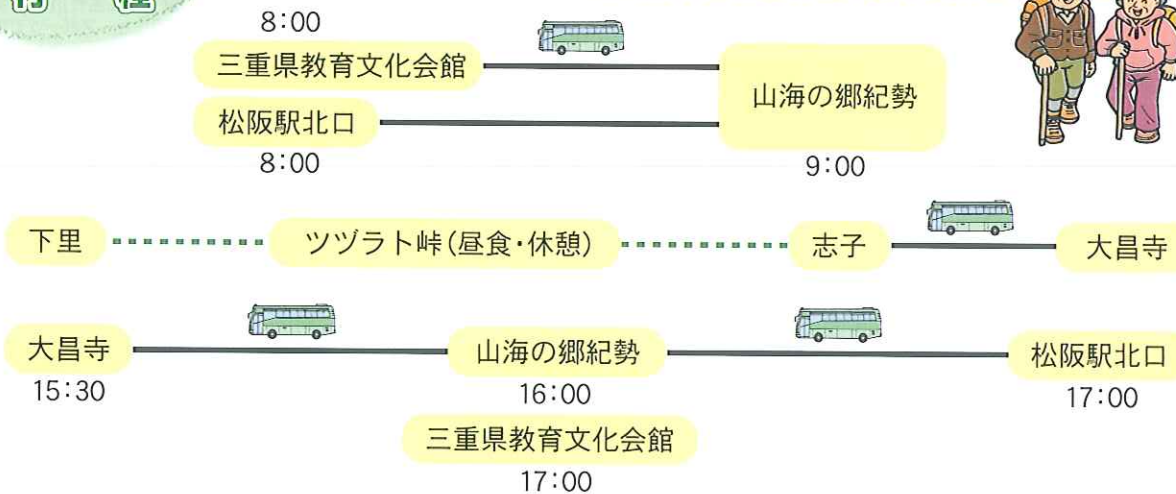 行 程
8:00
三重県教育文化会館
山海の郷紀勢
松阪駅北口
8:00
9:00
下里 ツヅラト峠(昼食・休憩) 志子 大昌寺
大昌寺 山海の郷紀勢 松阪駅北口
15:30 16:00 17:00
三重県教育文化会館
17:00